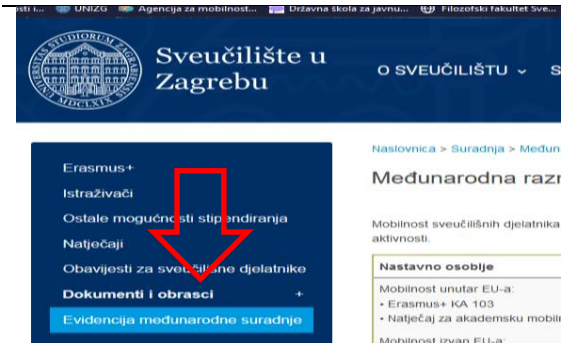 UNIZG Agencija za mobilnost... Državna škola za javnu... Filozofski fakultet Sve...
Sveučilište u
Zagrebu
O SVEUČILIŠTU
Erasmus+
Istraživači
Ostale mogućnosti stipendiranja
Natječaji
Obavijesti za sveučilišne djelatnike
Dokumenti i obrasci +
Evidencija međunarodne suradnje
Naslovnica > Suradnja > Međun
Međunarodna razm
Mobilnost sveučilišnih djelatnika
aktivnosti.
Nastavno osoblje
Mobilnost unutar EU-a:
- Erasmus+ KA 103
- Natječaj za akademsku mobiln
Mobilnost izvan EU-a: